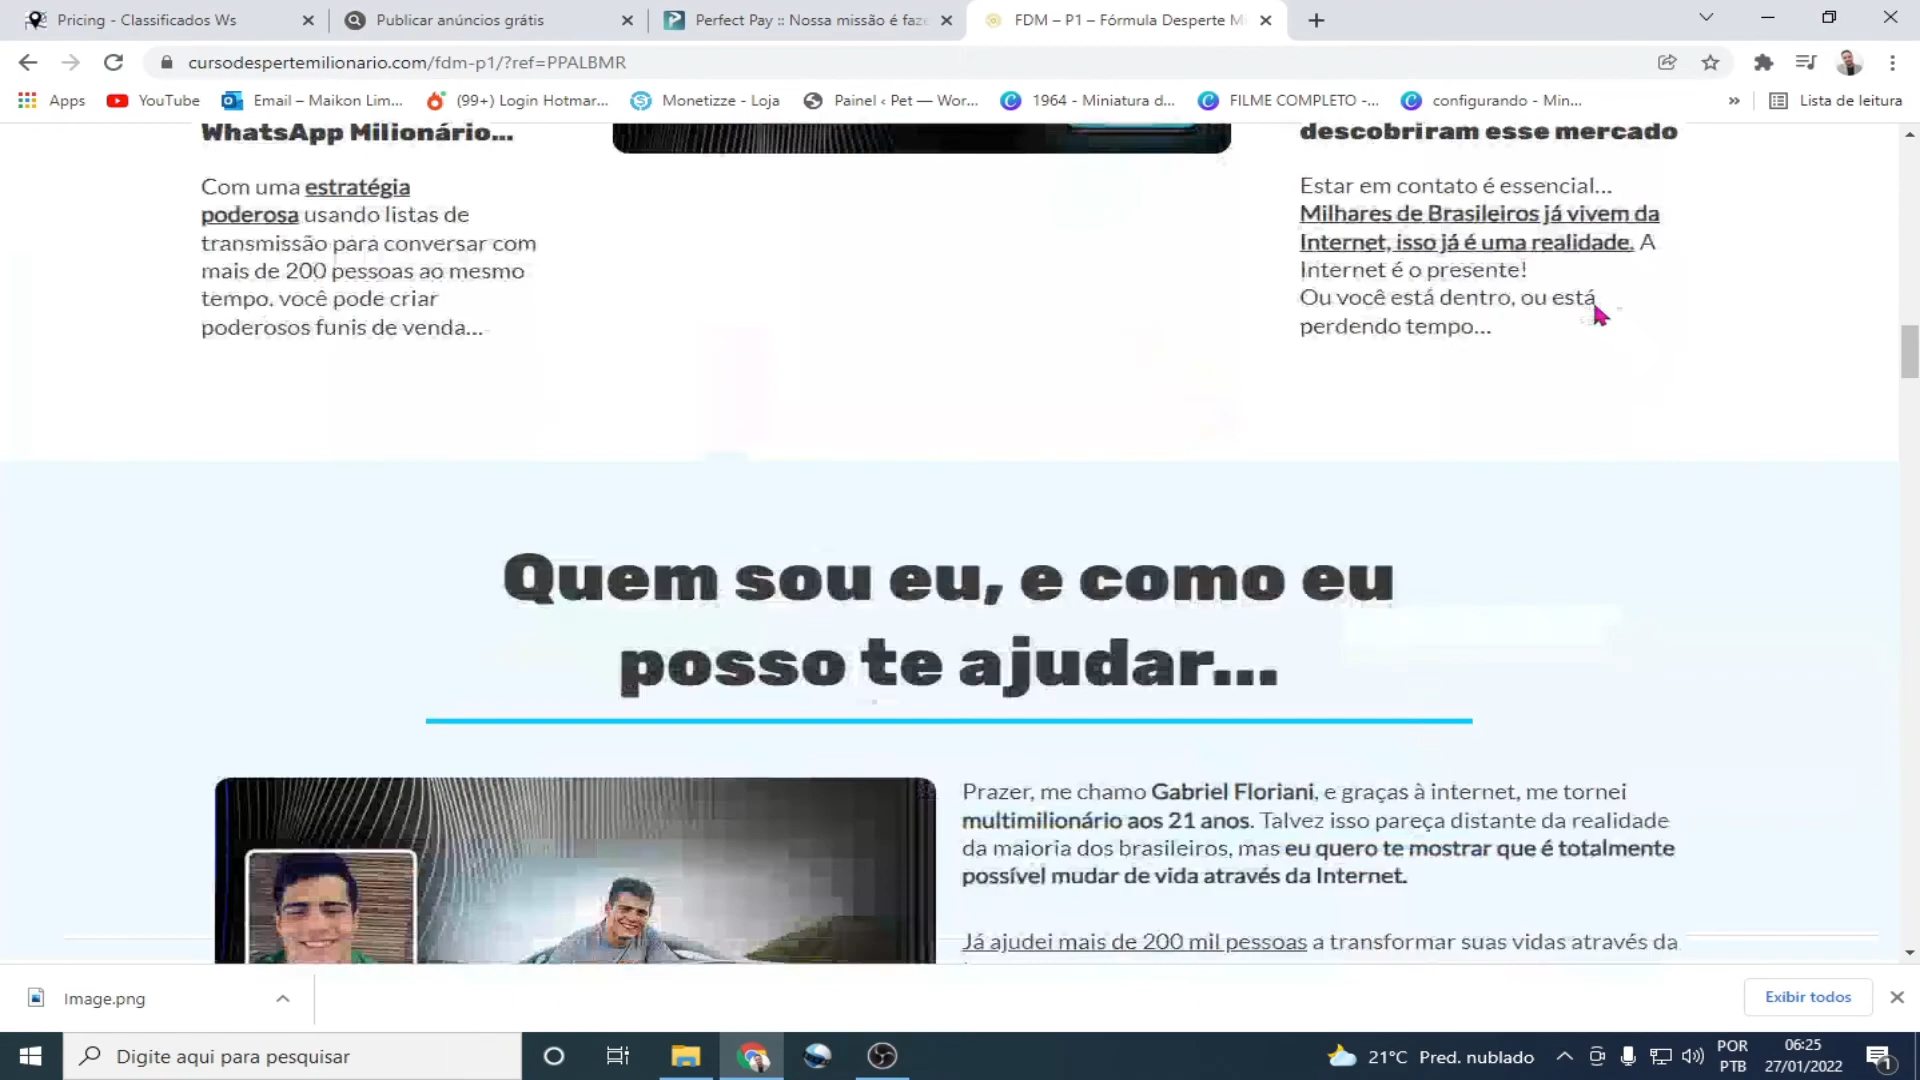 Pricing - Classificados Ws
Publicar anúncios grátis
Perfect Pay :: Nossa missão é faze
FDM – P1 – Fórmula Desperte Mi
cursodespertemilionario.com/fdm-p1/?ref=PPALBMR
Apps
YouTube
Email – Maikon Lim...
(99+) Login Hotmar...
Monetizze - Loja
Painel ‹ Pet — Wor...
1964 - Miniatura d...
FILME COMPLETO -...
configurando - Min...
»
Lista de leitura
WhatsApp Milionário...
Com uma estratégia
poderosa usando listas de
transmissão para conversar com
mais de 200 pessoas ao mesmo
tempo. você pode criar
poderosos funis de venda...
descobriram esse mercado
Estar em contato é essencial...
Milhares de Brasileiros já vivem da
Internet, isso já é uma realidade. A
Internet é o presente!
Ou você está dentro, ou está
perdendo tempo...
Quem sou eu, e como eu
posso te ajudar...
Prazer, me chamo Gabriel Floriani, e graças à internet, me tornei
multimilionário aos 21 anos. Talvez isso pareça distante da realidade
da maioria dos brasileiros, mas eu quero te mostrar que é totalmente
possível mudar de vida através da Internet.
Já ajudei mais de 200 mil pessoas a transformar suas vidas através da
Image.png
Exibir todos
Digite aqui para pesquisar
21°C Pred. nublado
POR
PTB
06:25
27/01/2022
1